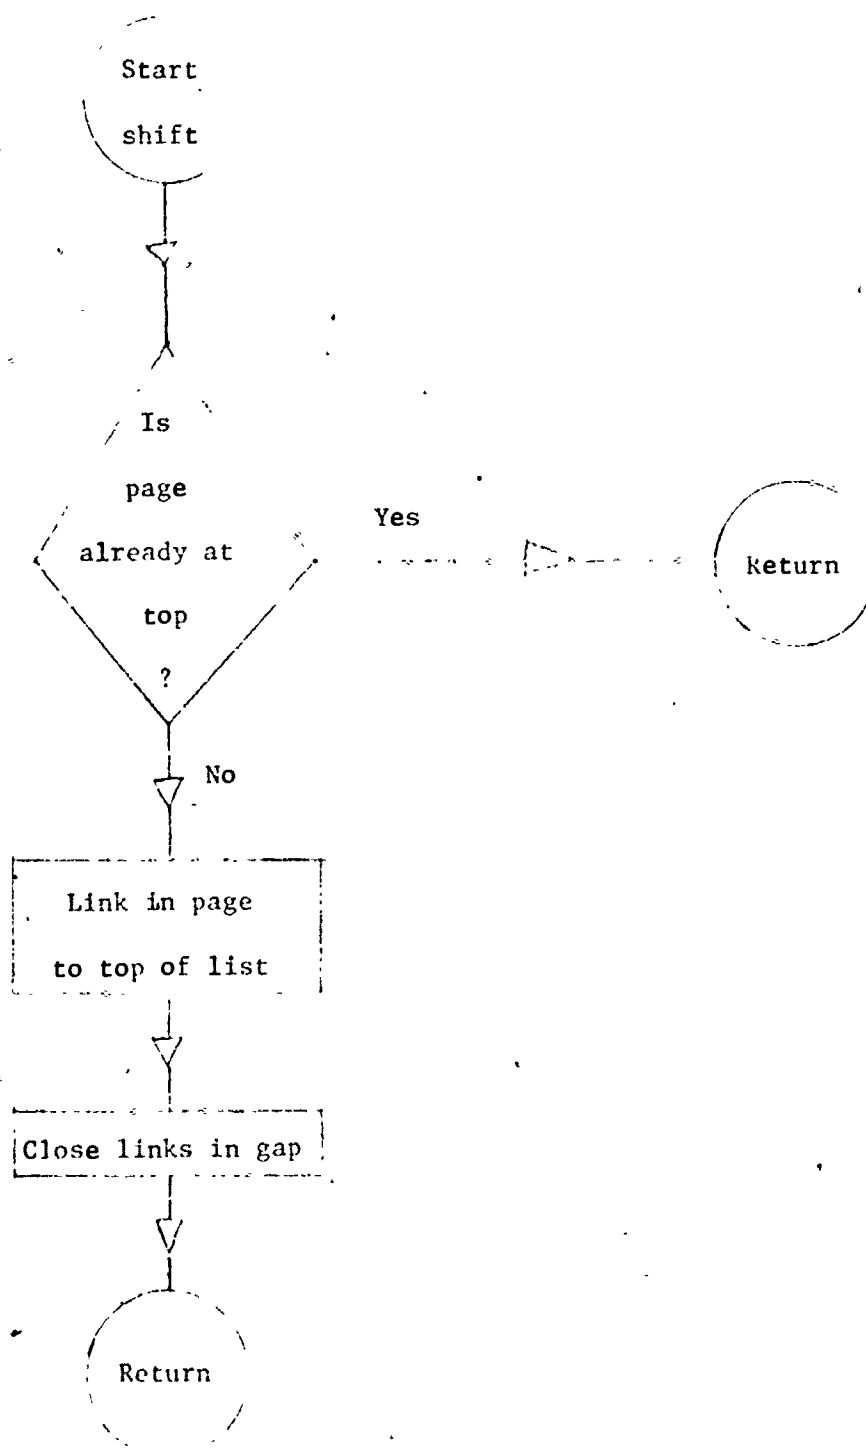 Start
shift
Is
page
already at
top
?
Yes
Return
No
Link in page
to top of list
Close links in gap
Return